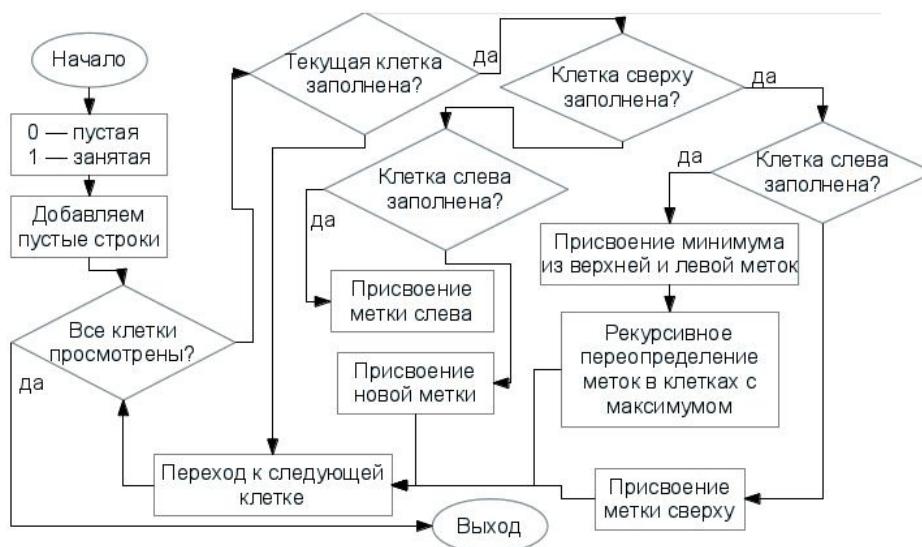 Начало
0 — пустая
1 — занятая
Добавляем
пустые строки
Все клетки
просмотрены?
да
Текущая клетка
заполнена?
да
Клетка сверху
заполнена?
да
Клетка слева
заполнена?
да
Клетка слева
заполнена?
да
Присвоение
метки слева
Присвоение
новой метки
Присвоение минимума
из верхней и левой меток
Рекурсивное
переопределение
меток в клетках с
максимумом
Присвоение
метки сверху
Переход к следующей
клетке
Выход